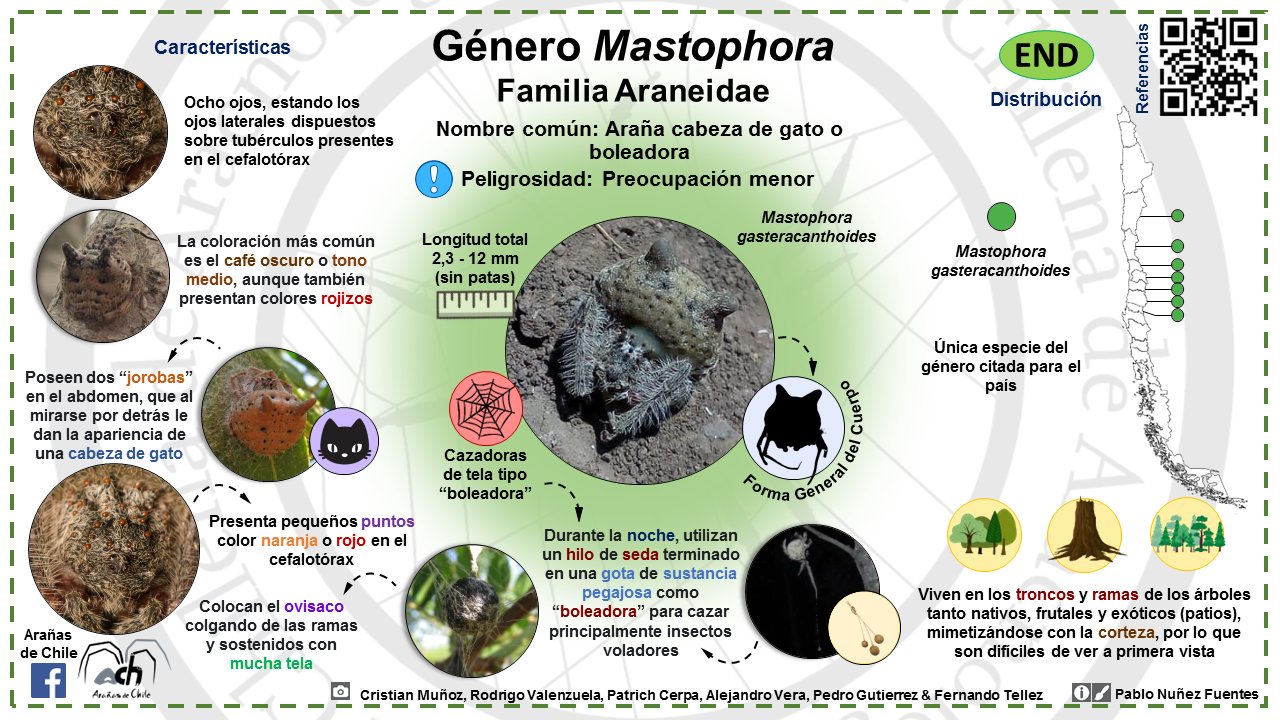 Género Mastophora
Familia Araneidae
Nombre común: Araña cabeza de gato o
boleadora
Peligrosidad: Preocupación menor
Características
Ocho ojos, estando los
ojos laterales dispuestos
sobre tubérculos presentes
en el cefalotórax
La coloración más común
es el café oscuro o tono
medio, aunque también
presentan colores rojizos
Poseen dos “jorobas”
en el abdomen, que al
mirarse por detrás le
dan la apariencia de
una cabeza de gato
Presenta pequeños puntos
color naranja o rojo en el
cefalotórax
Colocan el ovisaco
colgando de las ramas
y sostenidos con
mucha tela
Arañas
de Chile
ach
Arañas de Chile
Longitud total
2,3 - 12 mm
(sin patas)
Mastophora
gasteracanthoides
Cazadoras
de tela tipo
“boleadora”
Forma General del Cuerpo
Durante la noche, utilizan
un hilo de seda terminado
en una gota de sustancia
pegajosa como
“boleadora” para cazar
principalmente insectos
voladores
END
Distribución
Referencias
Mastophora
gasteracanthoides
Única especie del
género citada para el
país
Viven en los troncos y ramas de los árboles
tanto nativos, frutales y exóticos (patios),
mimetizándose con la corteza, por lo que
son difíciles de ver a primera vista
Cristian Muñoz, Rodrigo Valenzuela, Patrich Cerpa, Alejandro Vera, Pedro Gutierrez & Fernando Tellez
Pablo Nuñez Fuentes